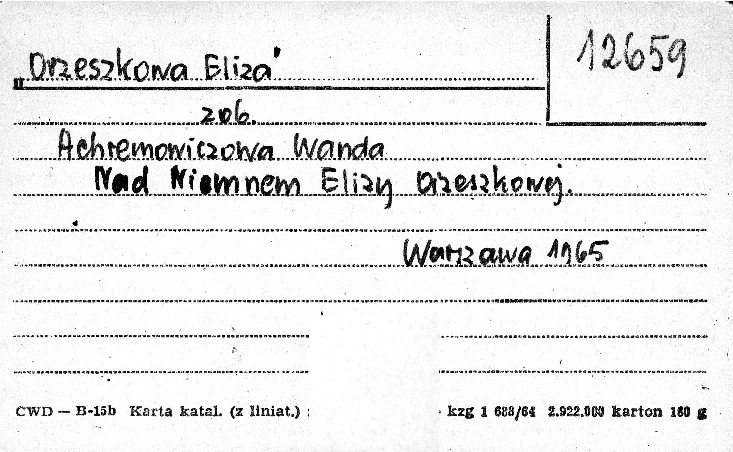 12659
„Orzeszkowa Eliza"
zob.
Achremowiczowa Wanda
Nad Niemnem Elizy Orzeszkowej.
Warszawa 1965
CWD — B-15b Karta katal. (z liniat.) : kzg 1 688/64 2.922.000 karton 160 g